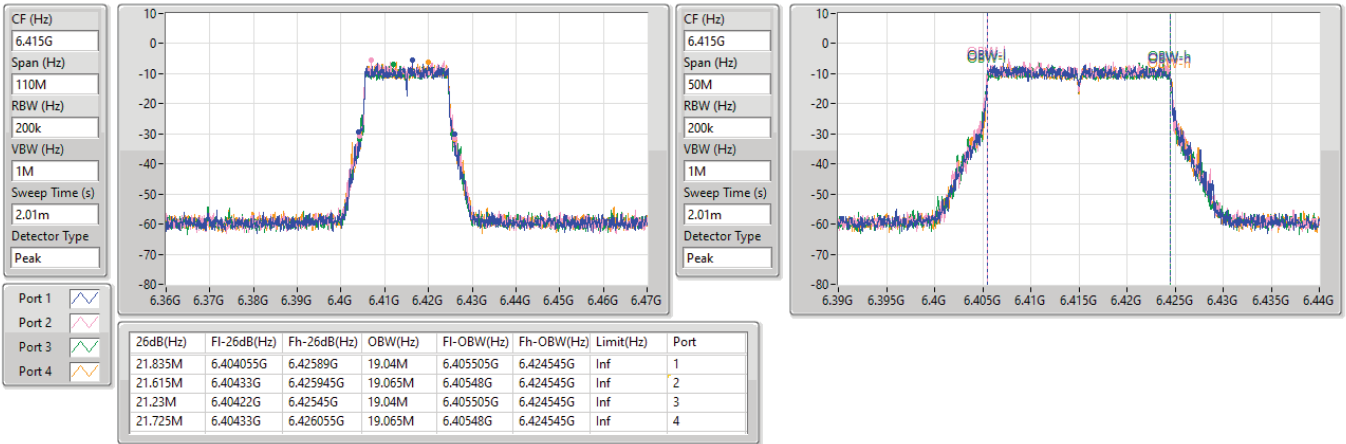 CF (Hz)
6.415G
Span (Hz)
110M
RBW (Hz)
200k
VBW (Hz)
1M
Sweep Time (s)
2.01m
Detector Type
Peak
10-
0-
-10-
-20-
-30-
-40-
-50-
-60-
-70-
-80-
6.36G 6.37G 6.38G 6.39G 6.4G 6.41G 6.42G 6.43G 6.44G 6.45G 6.46G 6.47G
CF (Hz)
6.415G
Span (Hz)
50M
RBW (Hz)
200k
VBW (Hz)
1M
Sweep Time (s)
2.01m
Detector Type
Peak
10-
0-
-10-
-20-
-30-
-40-
-50-
-60-
-70-
-80-
OBW-l OBW-h
6.39G 6.395G 6.4G 6.405G 6.41G 6.415G 6.42G 6.425G 6.43G 6.435G 6.44G
Port 1
Port 2
Port 3
Port 4
26dB(Hz) Fl-26dB(Hz) Fh-26dB(Hz) OBW(Hz) Fl-OBW(Hz) Fh-OBW(Hz) Limit(Hz) Port
21.835M 6.404055G 6.42589G 19.04M 6.405505G 6.424545G Inf 1
21.615M 6.40433G 6.425945G 19.065M 6.40548G 6.424545G Inf 2
21.23M 6.40422G 6.42545G 19.04M 6.405505G 6.424545G Inf 3
21.725M 6.40433G 6.426055G 19.065M 6.40548G 6.424545G Inf 4